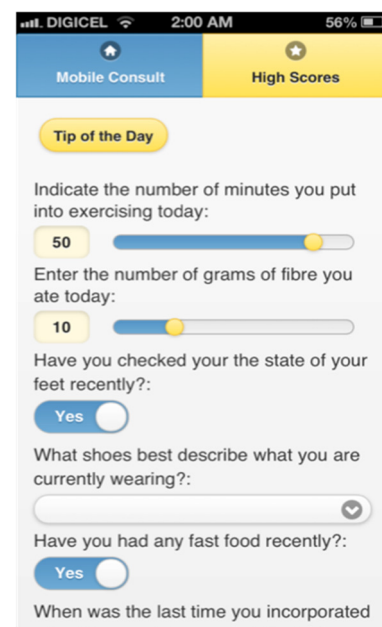 DIGICEL 2:00 AM 56%
Mobile Consult High Scores
Tip of the Day
Indicate the number of minutes you put
into exercising today:
50
Enter the number of grams of fibre you
ate today:
10
Have you checked your the state of your
feet recently?:
Yes
What shoes best describe what you are
currently wearing?:
Have you had any fast food recently?:
Yes
When was the last time you incorporated